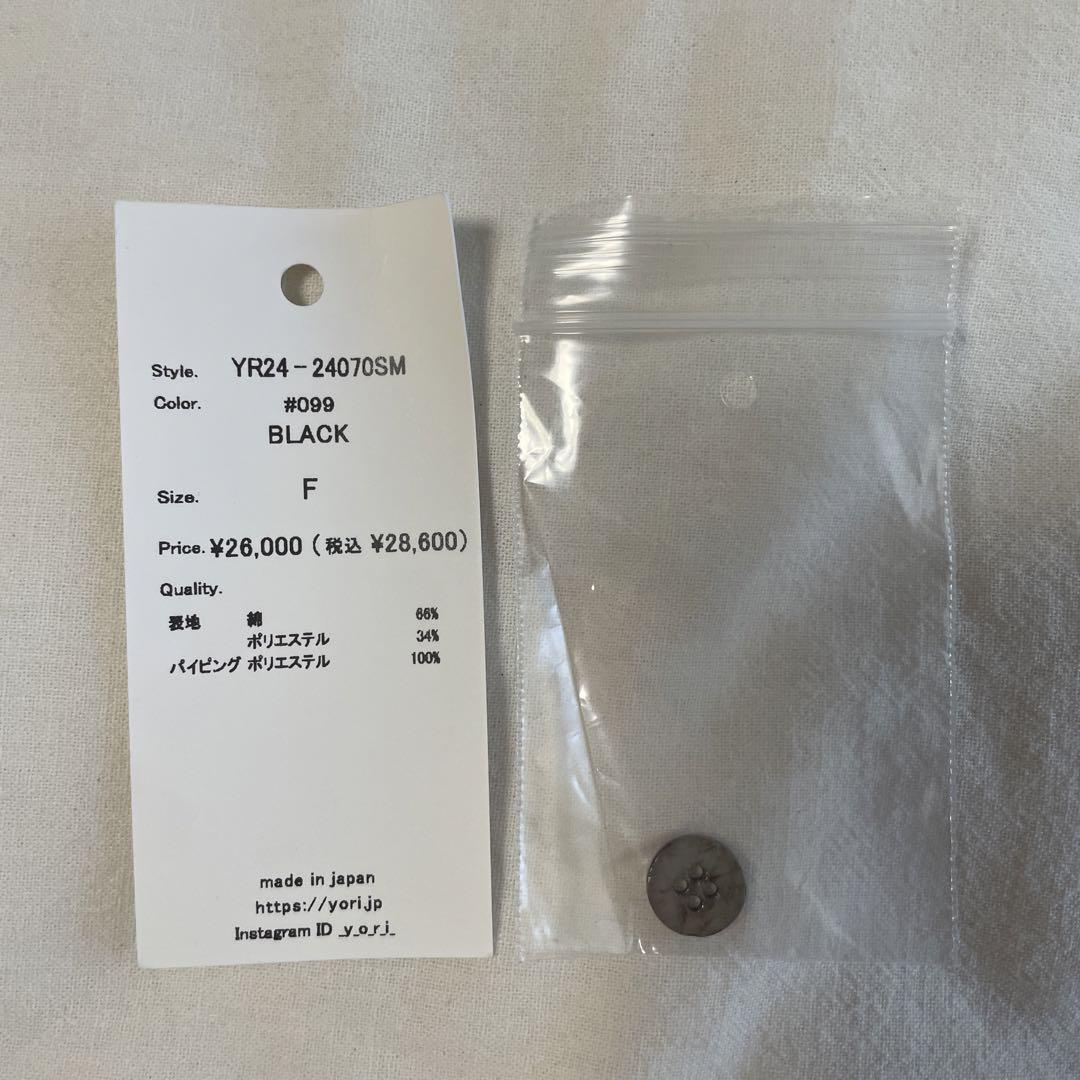 Style. YR24-24070SM
Color. #099
BLACK
Size. F
Price. ¥26,000 (税込 ¥28,600)
Quality.
表地 綿 66%
ポリエステル 34%
パイピング ポリエステル 100%
made in japan
https://yori.jp
Instagram ID _y_o_r_i_